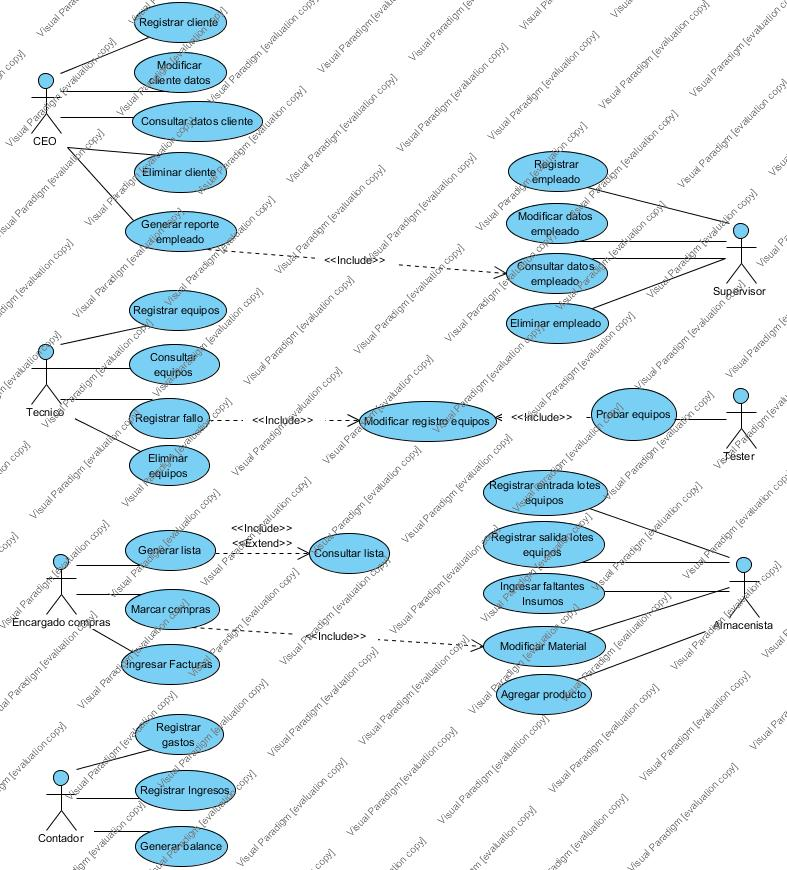 Registrar cliente
Modificar
cliente datos
Consultar datos cliente
CEO
Eliminar cliente
Generar reporte
empleado
<<Include>>
Registrar
empleado
Modificar datos
empleado
Consultar datos
empleado
Eliminar empleado
Supervisor
Registrar equipos
Consultar
equipos
Tecnico
Registrar fallo
<<Include>>
Modificar registro equipos
<<Include>>
Probar equipos
Tester
Eliminar
equipos
Registrar entrada lotes
equipos
<<Include>>
<<Extend>>
Generar lista
Consultar lista
Registrar salida lotes
equipos
Ingresar faltantes
Insumos
Encargado compras
Marcar compras
<<Include>>
Modificar Material
Almacenista
Ingresar Facturas
Agregar producto
Registrar
gastos
Registrar Ingresos
Contador
Generar balance
Visual Paradigm [evaluation copy]